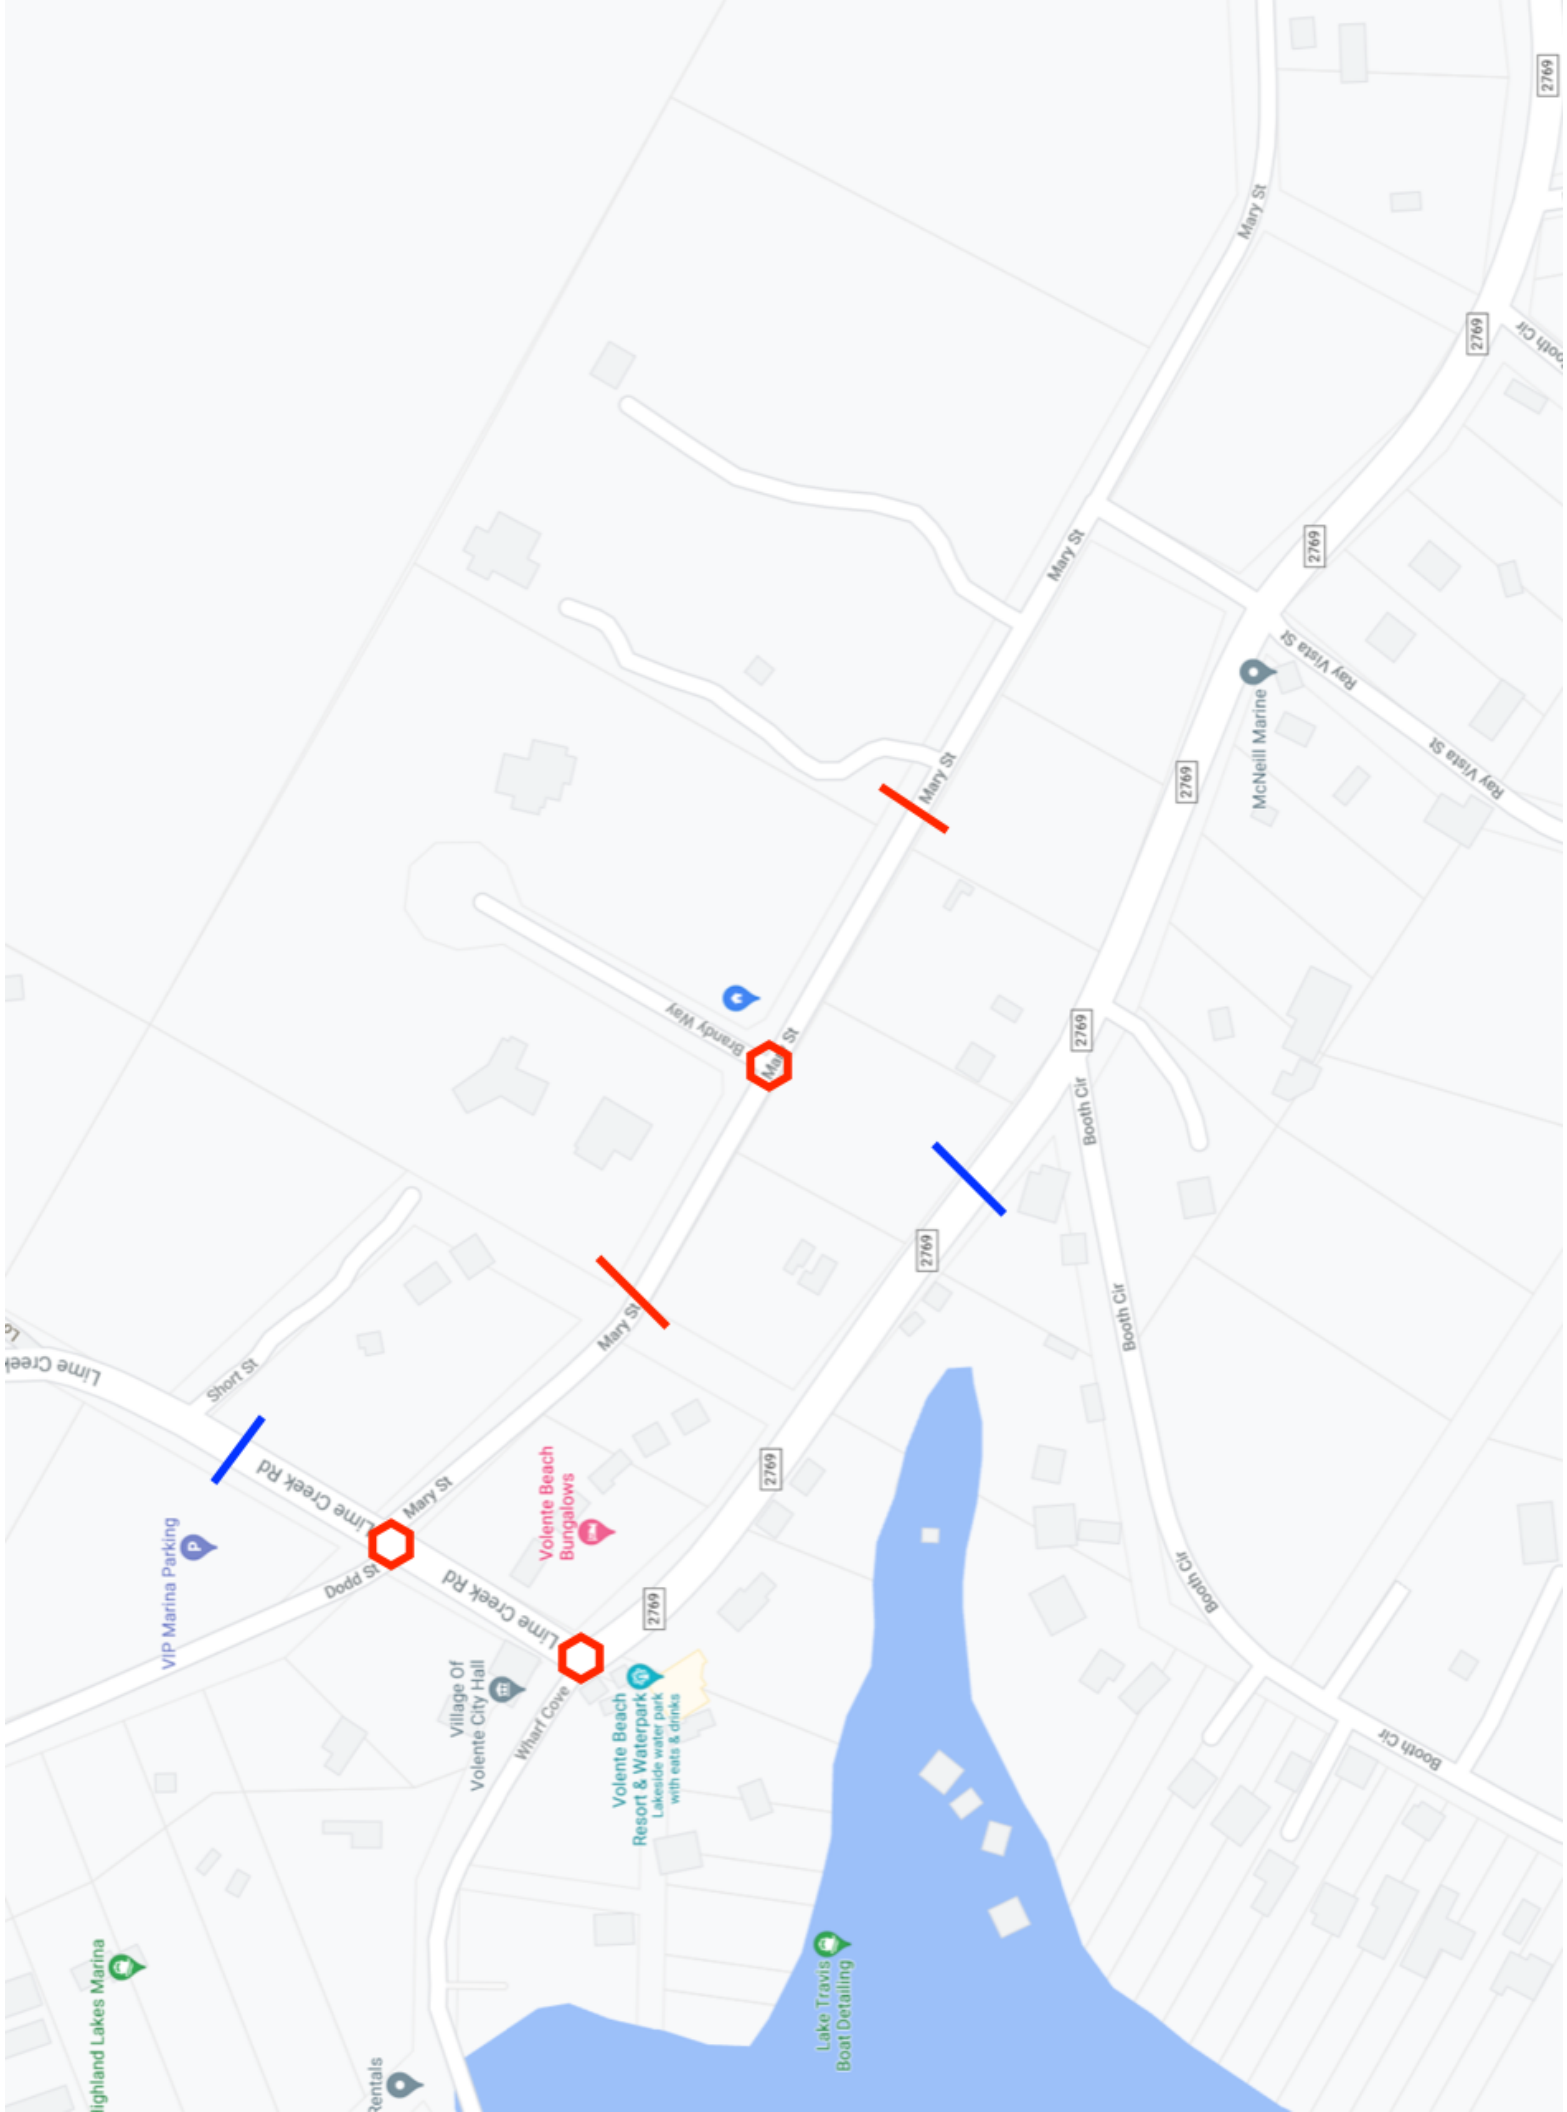 2769
Mary St
2769
Booth Cir
Mary St
2769
Ray Vista St
McNeill Marine
Ray Vista St
2769
Mary St
Brandy Way
Mary St
2769
Booth Cir
2769
Booth Cir
Mary St
Short St
Lime Creek
Lime Creek Rd
Mary St
Volente Beach
Bungalows
2769
VIP Marina Parking
Dodd St
Lime Creek Rd
2769
Booth Cir
Village Of
Volente City Hall
Wharf Cove
Volente Beach
Resort & Waterpark
Lakeside water park
with eats & drinks
Booth Cir
Highland Lakes Marina
Lake Travis
Boat Detailing
Rentals